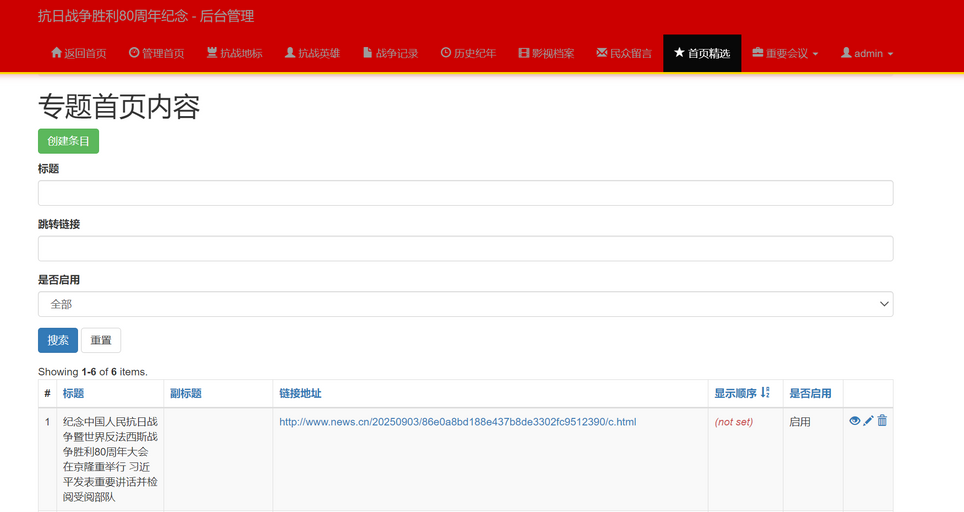 抗日战争胜利80周年纪念 - 后台管理
返回首页 管理首页 抗战地标 抗战英雄 战争记录 历史纪年 影视档案 民众留言 首页精选 重要会议 admin
专题首页内容
创建条目
标题
跳转链接
是否启用
全部
搜索 重置
Showing 1-6 of 6 items.
# 标题 副标题 链接地址 显示顺序 是否启用
1 纪念中国人民抗日战 http://www.news.cn/20250903/86e0a8bd188e437b8de3302fc9512390/c.html (not set) 启用
争暨世界反法西斯战
争胜利80周年大会
在京隆重举行 习近
平发表重要讲话并检
阅受阅部队